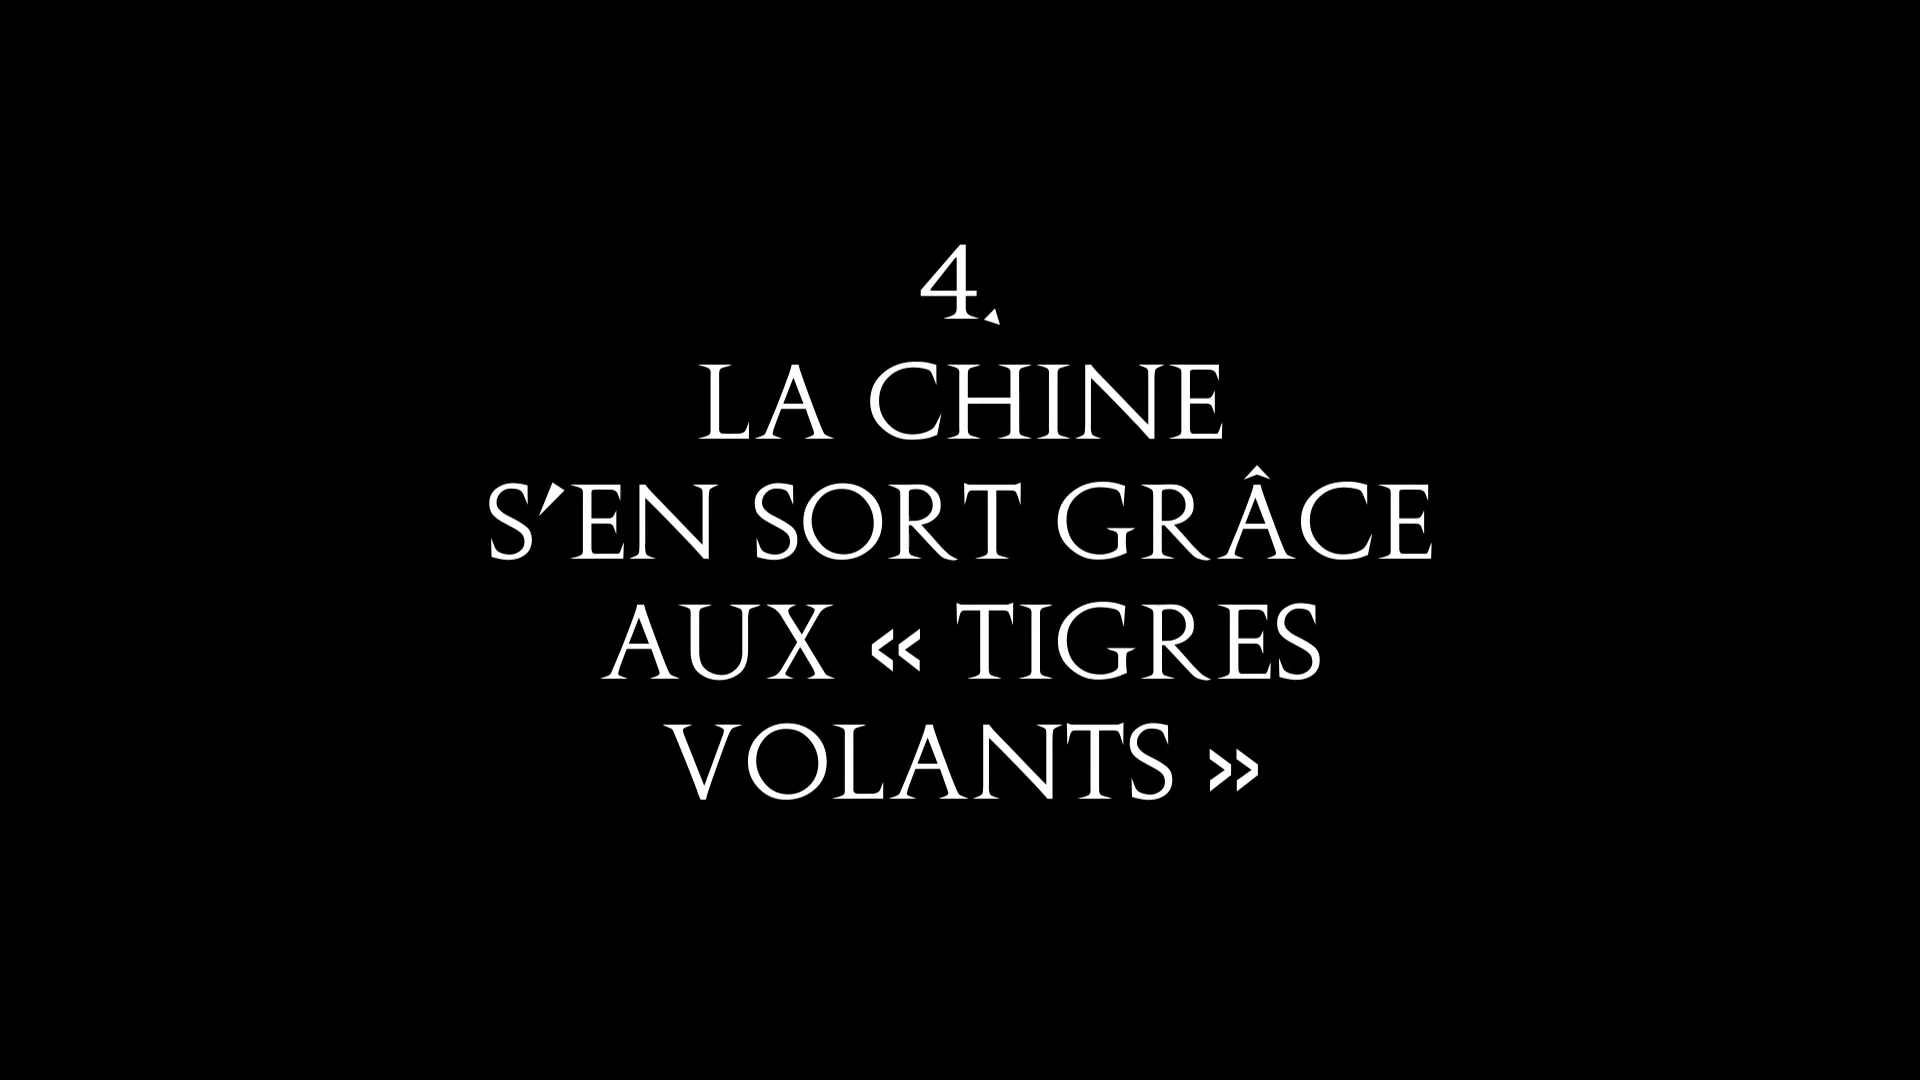 4.
LA CHINE
S'EN SORT GRÂCE
AUX « TIGRES
VOLANTS »